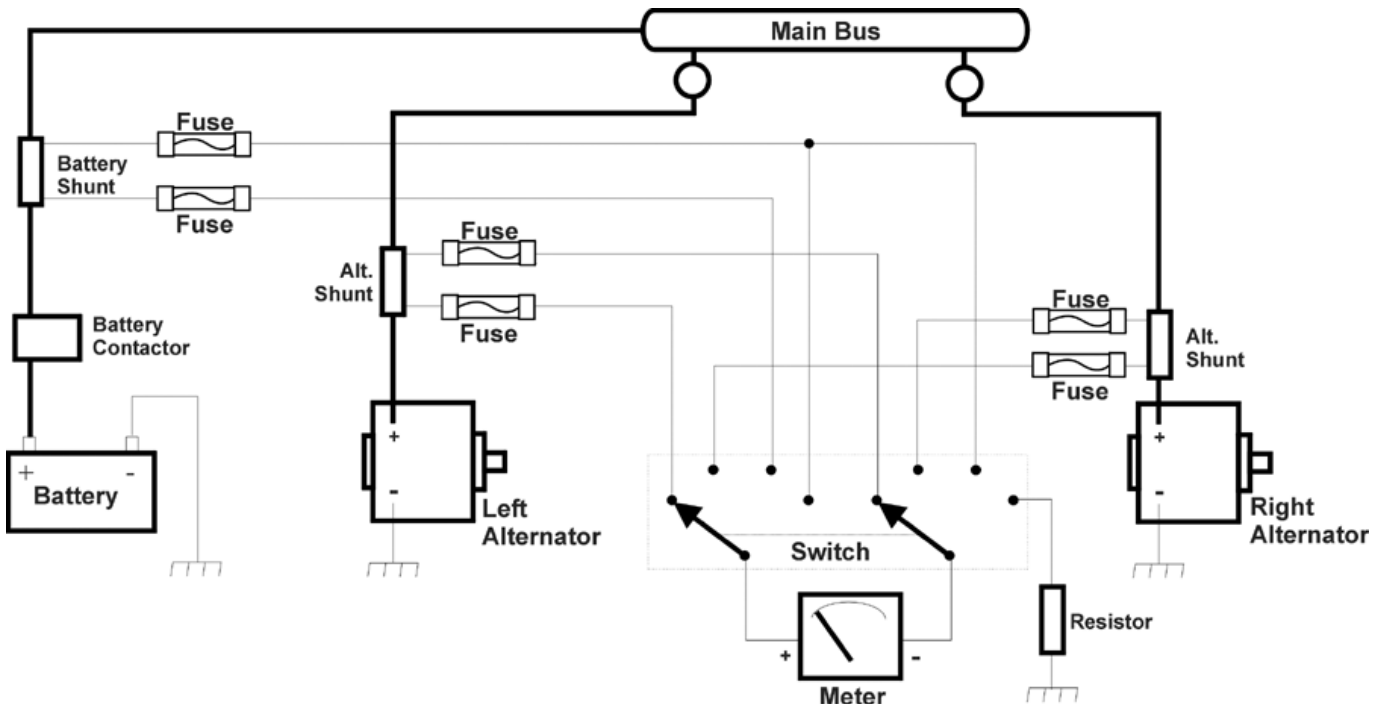 Main Bus
Fuse
Battery
Shunt
Fuse
Fuse
Alt.
Shunt
Fuse
Fuse
Alt.
Shunt
Fuse
Battery
Contactor
+ -
Battery
+
-
Left
Alternator
+
-
Right
Alternator
Switch
Resistor
+ -
Meter